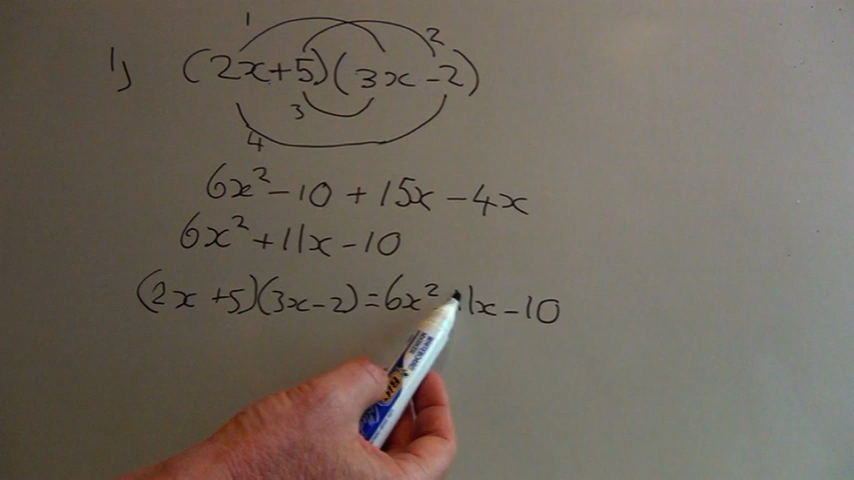 1) (2x+5)(3x-2)
1
2
3
4
6x² - 10 + 15x - 4x
6x² + 11x - 10
(2x+5)(3x-2) = 6x² 1x - 10